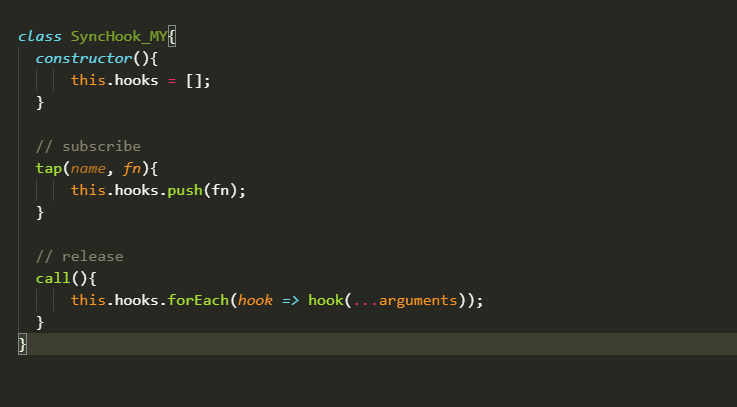 class SyncHook_MY{
constructor(){
this.hooks = [];
}
// subscribe
tap(name, fn){
this.hooks.push(fn);
}
// release
call(){
this.hooks.forEach(hook => hook(...arguments));
}
}